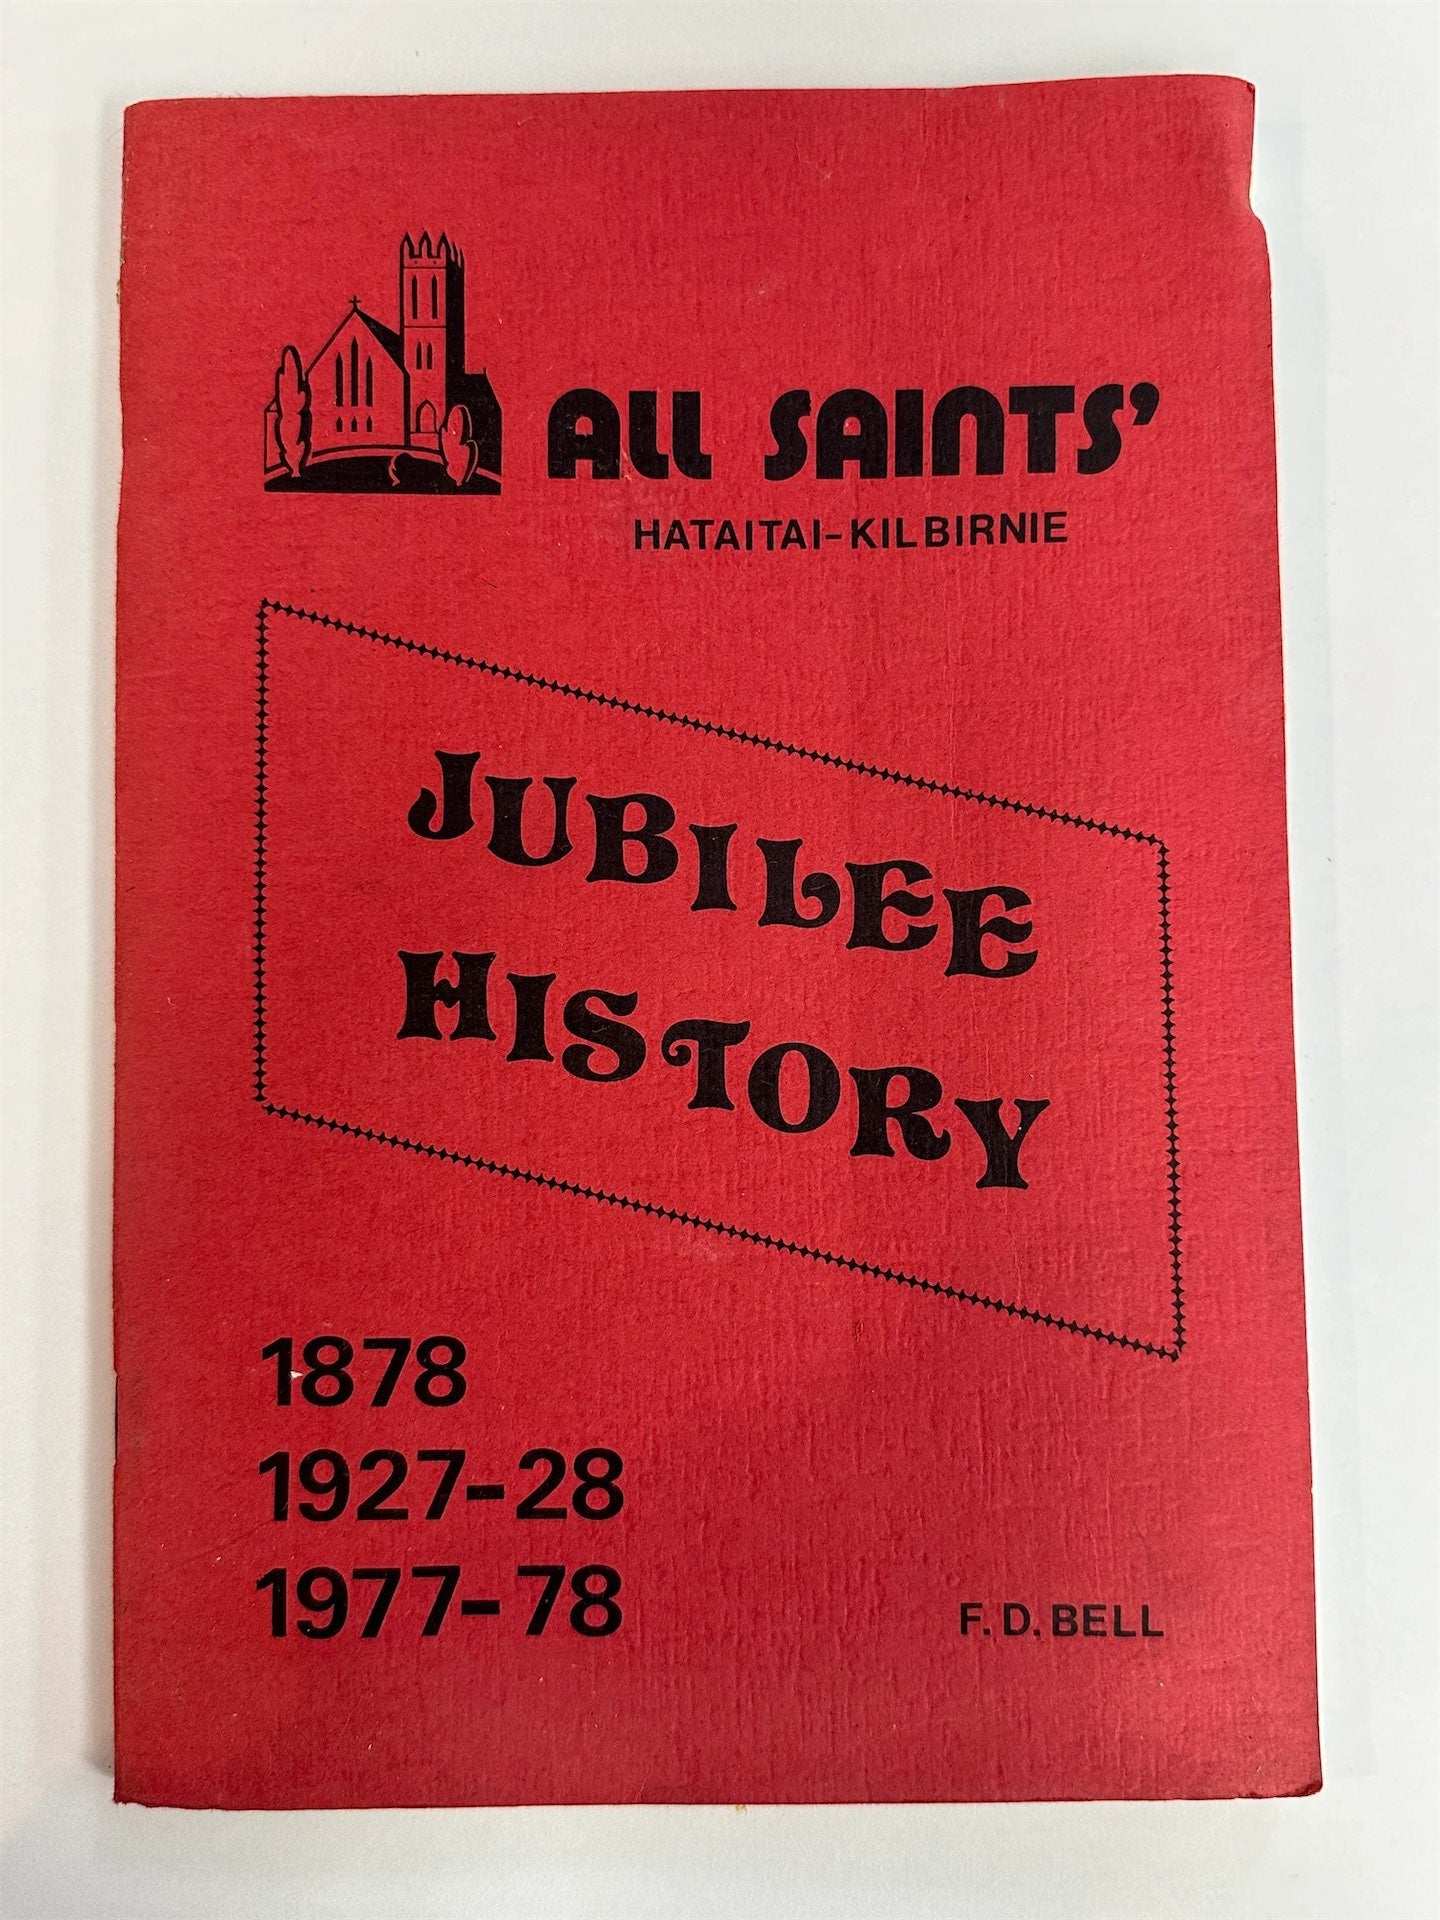 ALL SAINTS'
HATAITAI-KILBIRNIE
JUBILEE
HISTORY
1878
1927-28
1977-78
F. D. BELL